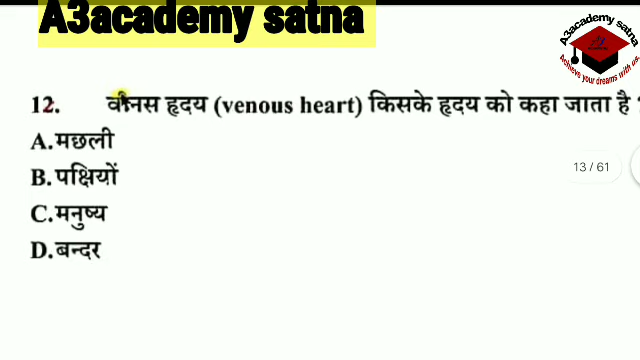 A3academy satna
A3academy satna
Achieve your dreams with us.
12. वीनस हृदय (venous heart) किसके हृदय को कहा जाता है ?
A.मछली
13 / 61
B.पक्षियों
C.मनुष्य
D.बन्दर